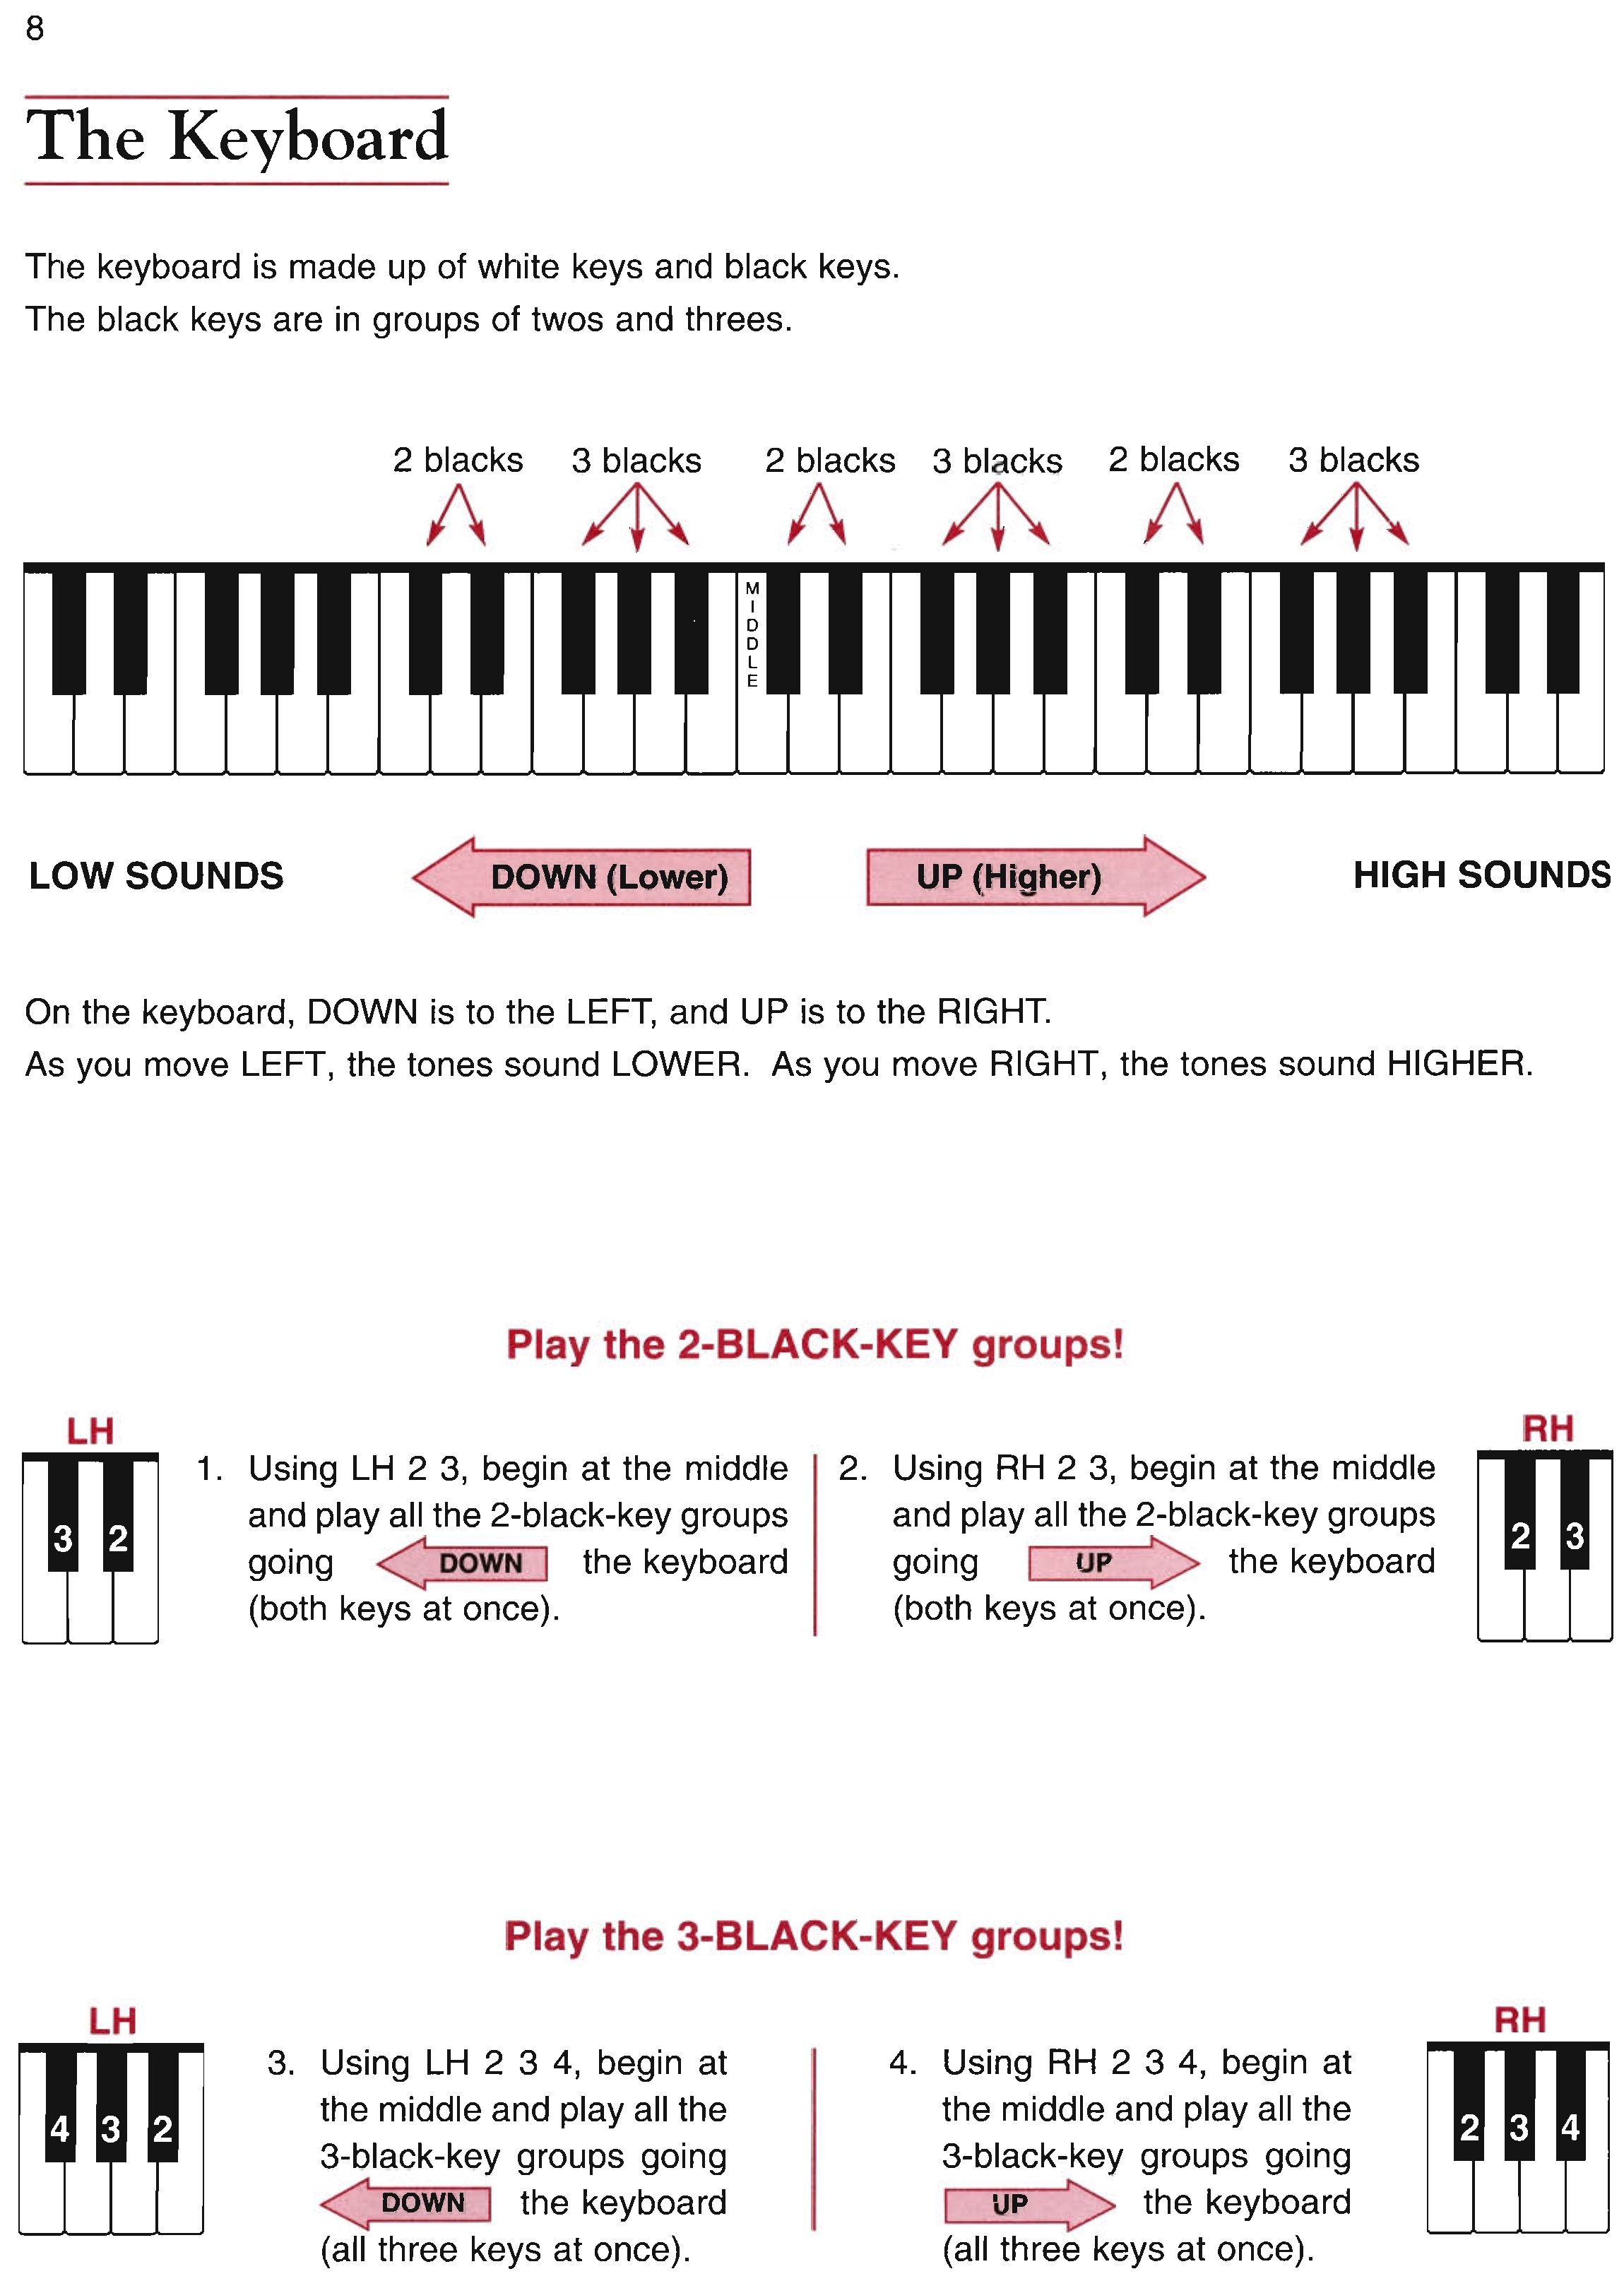 8
The Keyboard
The keyboard is made up of white keys and black keys.
The black keys are in groups of twos and threes.
2 blacks 3 blacks 2 blacks 3 blacks 2 blacks 3 blacks
MIDDLE
LOW SOUNDS DOWN (Lower) UP (Higher) HIGH SOUNDS
On the keyboard, DOWN is to the LEFT, and UP is to the RIGHT.
As you move LEFT, the tones sound LOWER. As you move RIGHT, the tones sound HIGHER.
Play the 2-BLACK-KEY groups!
LH
3 2
1. Using LH 2 3, begin at the middle
and play all the 2-black-key groups
going DOWN the keyboard
(both keys at once).
2. Using RH 2 3, begin at the middle
and play all the 2-black-key groups
going UP the keyboard
(both keys at once).
RH
2 3
Play the 3-BLACK-KEY groups!
LH
4 3 2
3. Using LH 2 3 4, begin at
the middle and play all the
3-black-key groups going
DOWN the keyboard
(all three keys at once).
4. Using RH 2 3 4, begin at
the middle and play all the
3-black-key groups going
UP the keyboard
(all three keys at once).
RH
2 3 4